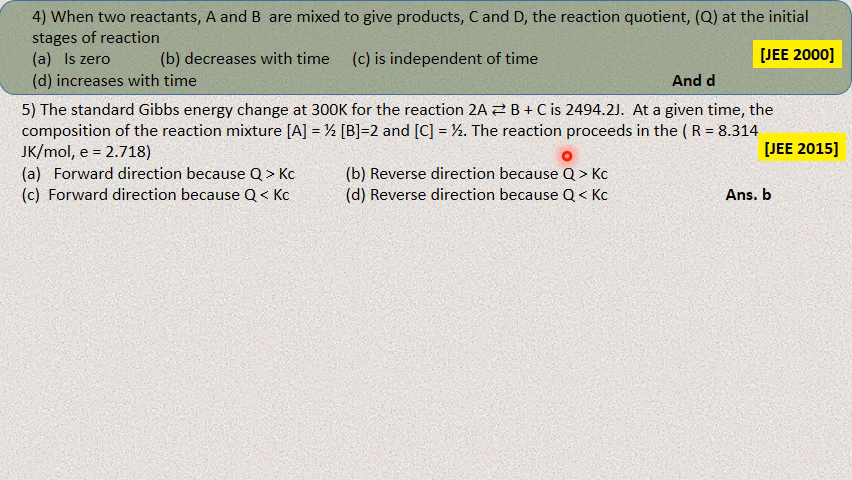 4) When two reactants, A and B are mixed to give products, C and D, the reaction quotient, (Q) at the initial
stages of reaction
(a) Is zero (b) decreases with time (c) is independent of time
[JEE 2000]
(d) increases with time And d
5) The standard Gibbs energy change at 300K for the reaction 2A ⇄ B + C is 2494.2J. At a given time, the
composition of the reaction mixture [A] = ½ [B]=2 and [C] = ½. The reaction proceeds in the ( R = 8.314
JK/mol, e = 2.718)
[JEE 2015]
(a) Forward direction because Q > Kc (b) Reverse direction because Q > Kc
(c) Forward direction because Q < Kc (d) Reverse direction because Q < Kc Ans. b